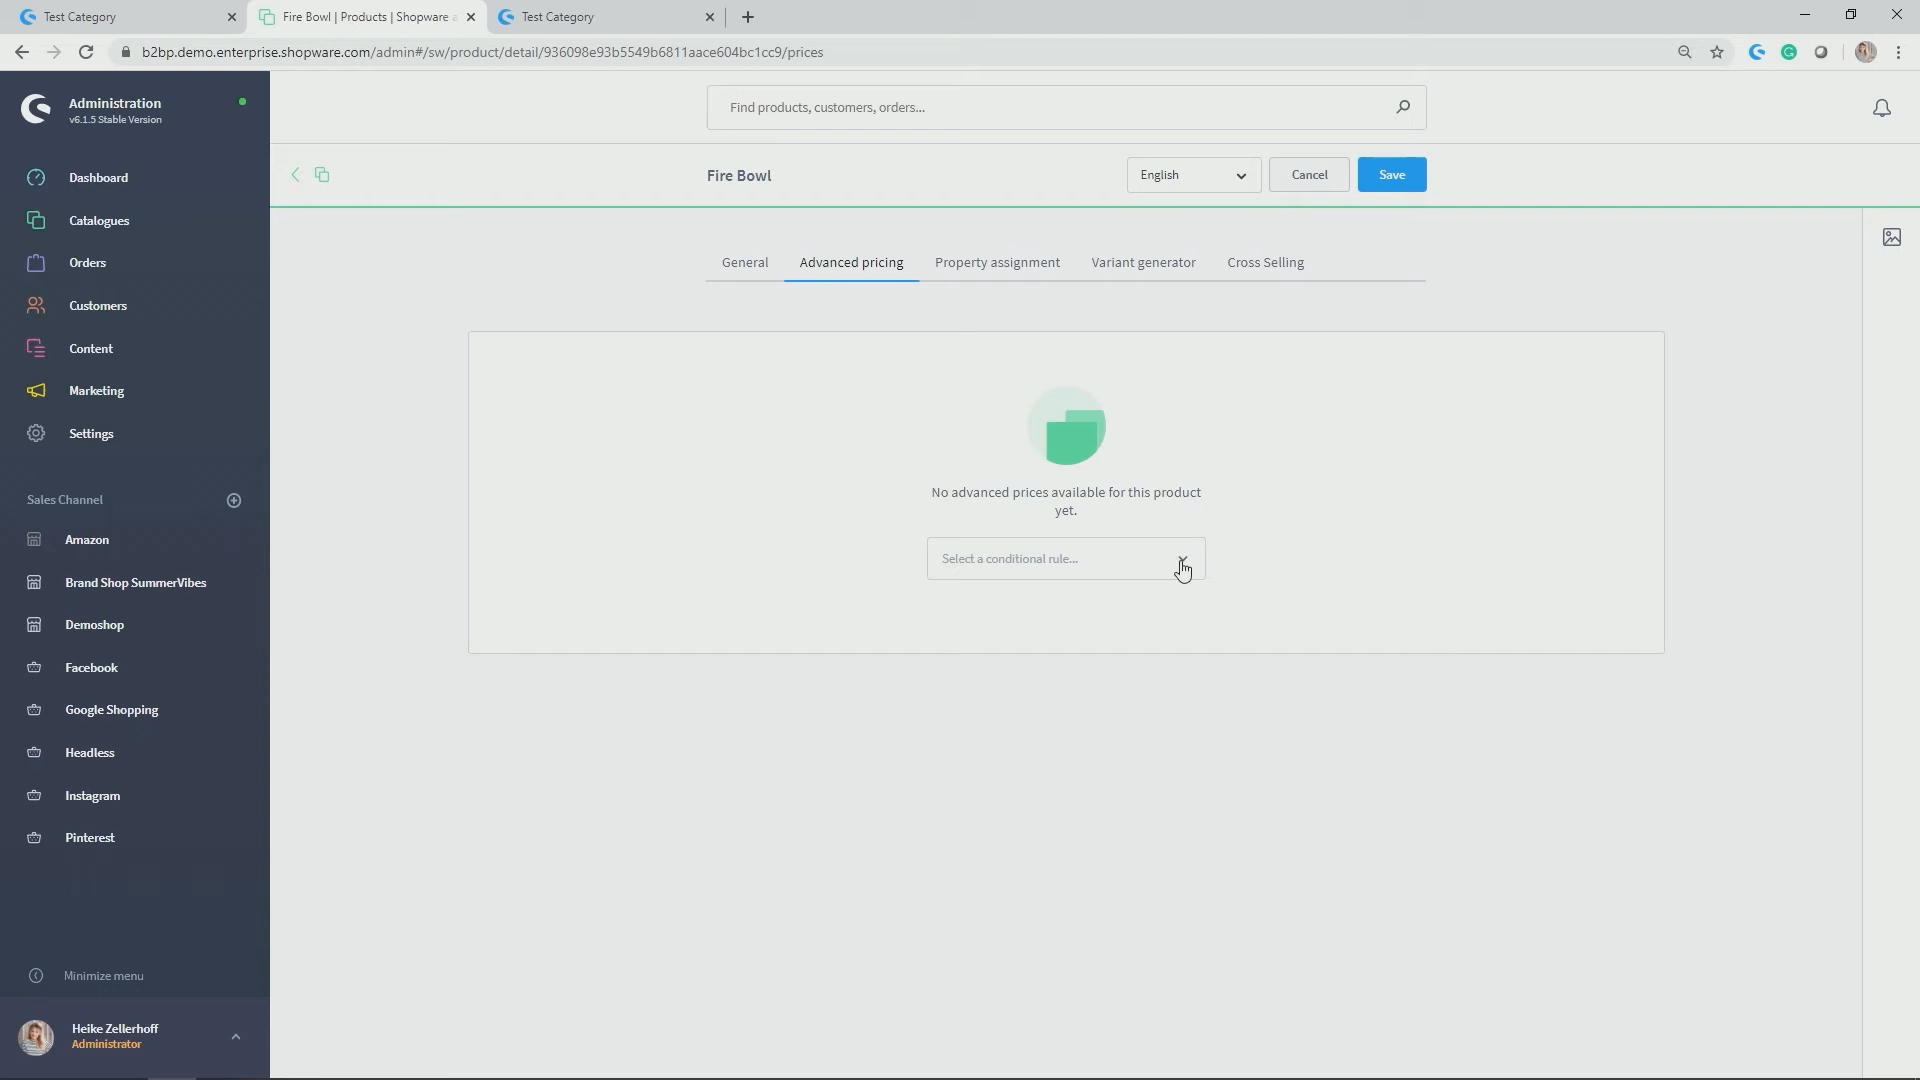 Test Category
Fire Bowl | Products | Shopware a
Test Category
b2bp.demo.enterprise.shopware.com/admin#/sw/product/detail/936098e93b5549b6811aace604bc1cc9/prices
Administration
v6.1.5 Stable Version
Find products, customers, orders...
Dashboard
Catalogues
Orders
Customers
Content
Marketing
Settings
Sales Channel
Amazon
Brand Shop SummerVibes
Demoshop
Facebook
Google Shopping
Headless
Instagram
Pinterest
Minimize menu
Heike Zellerhoff
Administrator
Fire Bowl
English
Cancel
Save
General
Advanced pricing
Property assignment
Variant generator
Cross Selling
No advanced prices available for this product
yet.
Select a conditional rule...